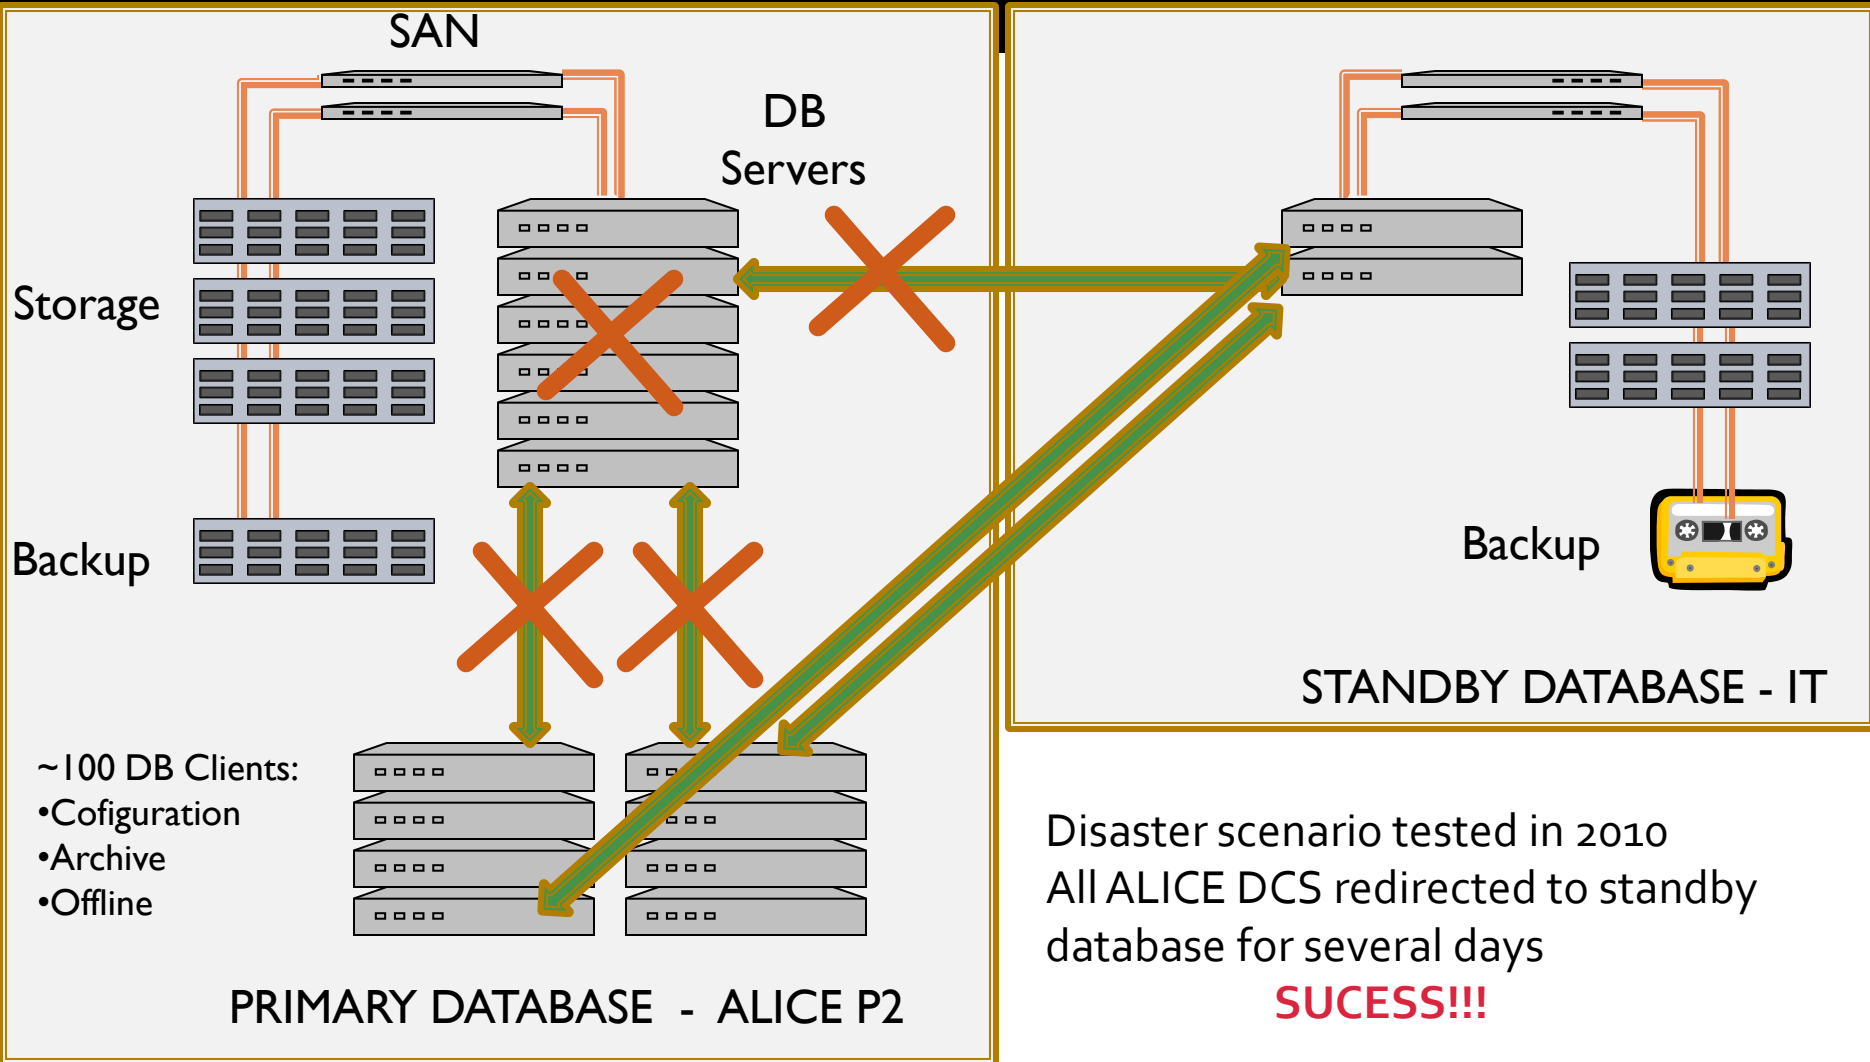 SAN
DB
Servers
Storage
Backup
~100 DB Clients:
•Cofiguration
•Archive
•Offline
PRIMARY DATABASE - ALICE P2
Backup
STANDBY DATABASE - IT
Disaster scenario tested in 2010
All ALICE DCS redirected to standby
database for several days
SUCESS!!!